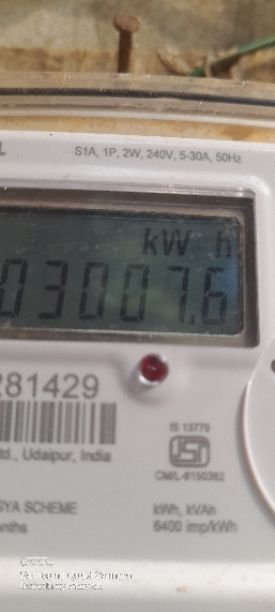 S1A, 1P, 2W, 240V, 5-30A, 50Hz
kW h
03007.6
281429
IS 13779
ISI
td., Udaipur, India
CM/L-8150362
SYA SCHEME
kWh, kVAh
onths
6400 imp/kWh